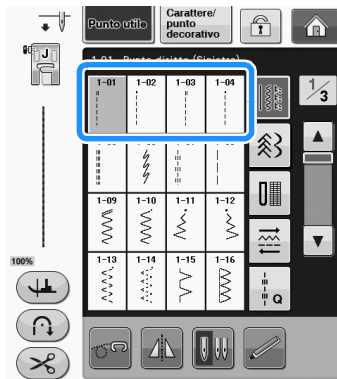 Punto utile
Carattere/
punto
decorativo
J
1-01 Punto diritto (Sinistro)
1-01 1-02 1-03 1-04
1/3
1-09 1-10 1-11 1-12
1-13 1-14 1-15 1-16
100%
Q